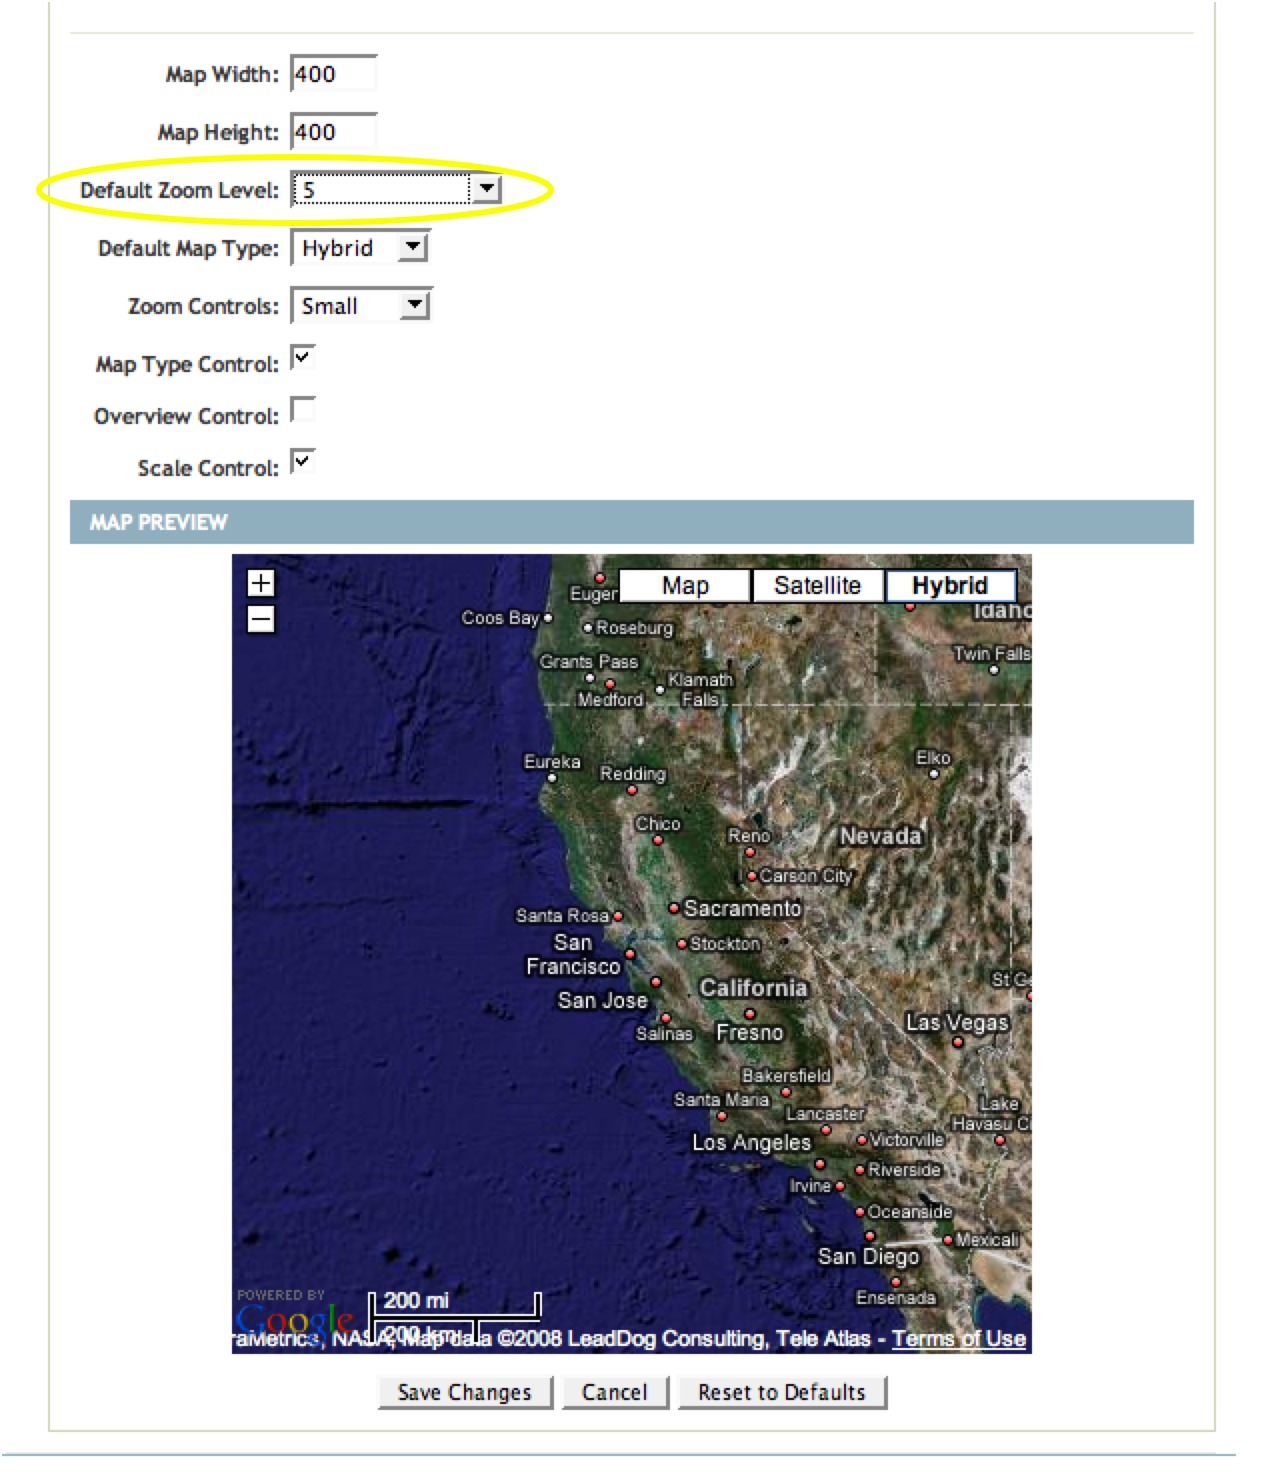 Map Width: 400
Map Height: 400
Default Zoom Level: 5
Default Map Type: Hybrid
Zoom Controls: Small
Map Type Control:
Overview Control:
Scale Control:
MAP PREVIEW
+
Map Satellite Hybrid
−
Euger
Idaho
Coos Bay
Roseburg
Twin Falls
Grants Pass
Klamath
Falls
Medford
Eureka
Redding
Elko
Chico
Reno
Nevada
Carson City
Sacramento
Santa Rosa
San
Francisco
Stockton
San Jose
California
St G
Salinas
Fresno
Las Vegas
Bakersfield
Santa Maria
Lancaster
Lake
Havasu Ci
Los Angeles
Victorville
Riverside
Irvine
Oceanside
Mexicali
San Diego
Ensenada
POWERED BY
Google
200 mi
200 km
raMetrics, NASA, Map data ©2008 LeadDog Consulting, Tele Atlas - Terms of Use
Save Changes Cancel Reset to Defaults